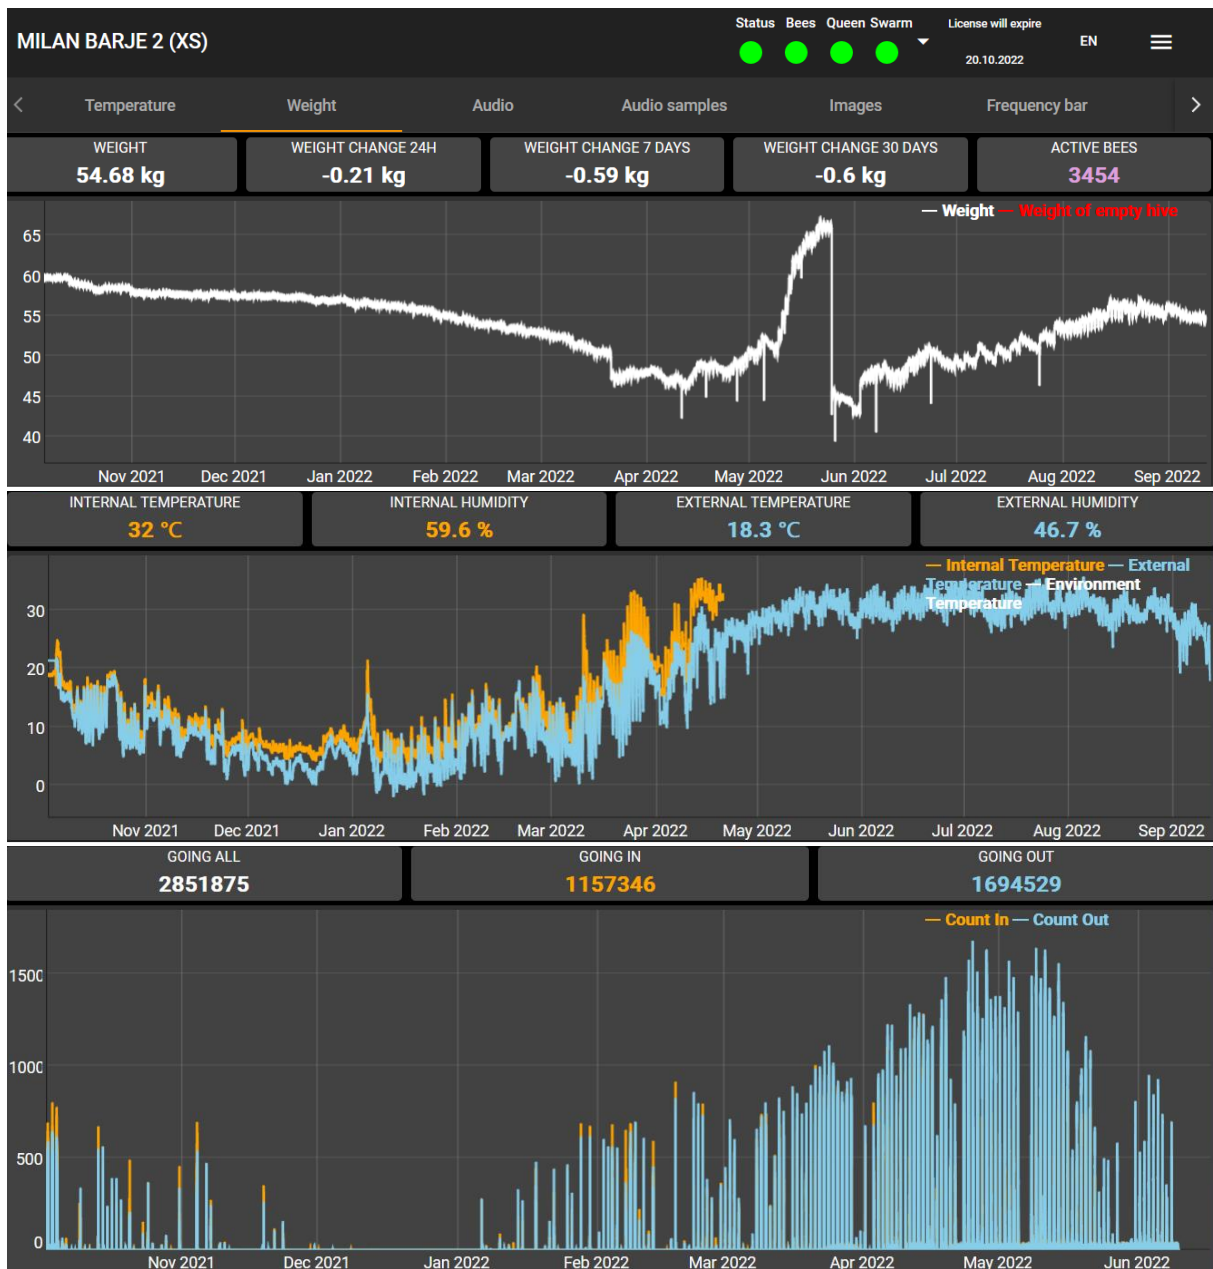 Status Bees Queen Swarm License will expire
MILAN BARJE 2 (XS) EN
20.10.2022
Temperature Weight Audio Audio samples Images Frequency bar
WEIGHT WEIGHT CHANGE 24H WEIGHT CHANGE 7 DAYS WEIGHT CHANGE 30 DAYS ACTIVE BEES
54.68 kg -0.21 kg -0.59 kg -0.6 kg 3454
— Weight — Weight of empty hive
65
60
55
50
45
40
Nov 2021 Dec 2021 Jan 2022 Feb 2022 Mar 2022 Apr 2022 May 2022 Jun 2022 Jul 2022 Aug 2022 Sep 2022
INTERNAL TEMPERATURE INTERNAL HUMIDITY EXTERNAL TEMPERATURE EXTERNAL HUMIDITY
32 °C 59.6 % 18.3 °C 46.7 %
— Internal Temperature — External
Temperature — Environment
Temperature
30
20
10
0
Nov 2021 Dec 2021 Jan 2022 Feb 2022 Mar 2022 Apr 2022 May 2022 Jun 2022 Jul 2022 Aug 2022 Sep 2022
GOING ALL GOING IN GOING OUT
2851875 1157346 1694529
— Count In — Count Out
1500
1000
500
0
Nov 2021 Dec 2021 Jan 2022 Feb 2022 Mar 2022 Apr 2022 May 2022 Jun 2022